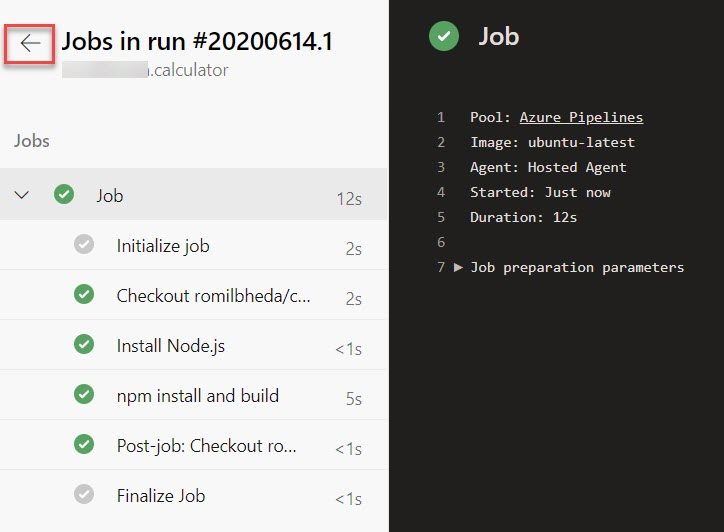 Jobs in run #20200614.1
.calculator
Jobs
Job 12s
Initialize job 2s
Checkout romilbheda/c... 2s
Install Node.js <1s
npm install and build 5s
Post-job: Checkout ro... <1s
Finalize Job <1s
Job
1 Pool: Azure Pipelines
2 Image: ubuntu-latest
3 Agent: Hosted Agent
4 Started: Just now
5 Duration: 12s
6
7 Job preparation parameters